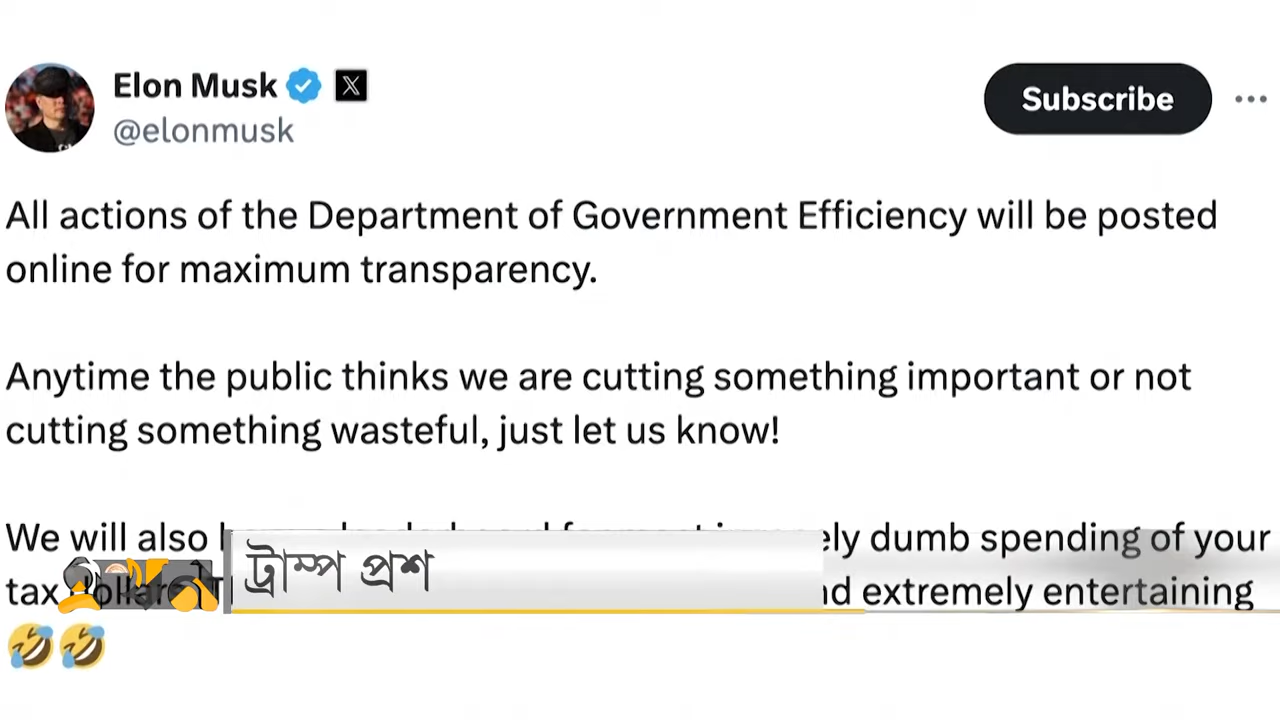 Elon Musk X
@elonmusk
Subscribe
All actions of the Department of Government Efficiency will be posted
online for maximum transparency.
Anytime the public thinks we are cutting something important or not
cutting something wasteful, just let us know!
We will also dumb spending of your
tax extremely entertaining
🤣🤣
ট্রাম্প প্রশ